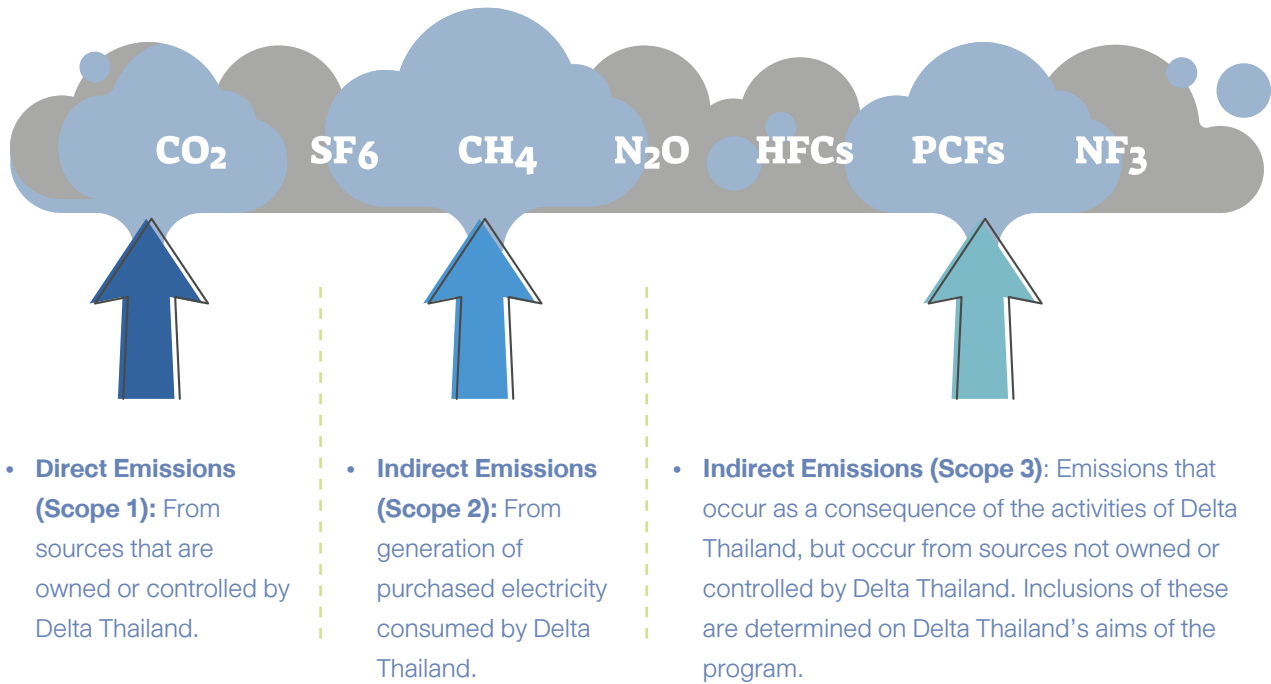 CO₂ SF₆ CH₄ N₂O HFCs PCFs NF₃
• Direct Emissions
(Scope 1): From
sources that are
owned or controlled by
Delta Thailand.
• Indirect Emissions
(Scope 2): From
generation of
purchased electricity
consumed by Delta
Thailand.
• Indirect Emissions (Scope 3): Emissions that
occur as a consequence of the activities of Delta
Thailand, but occur from sources not owned or
controlled by Delta Thailand. Inclusions of these
are determined on Delta Thailand’s aims of the
program.